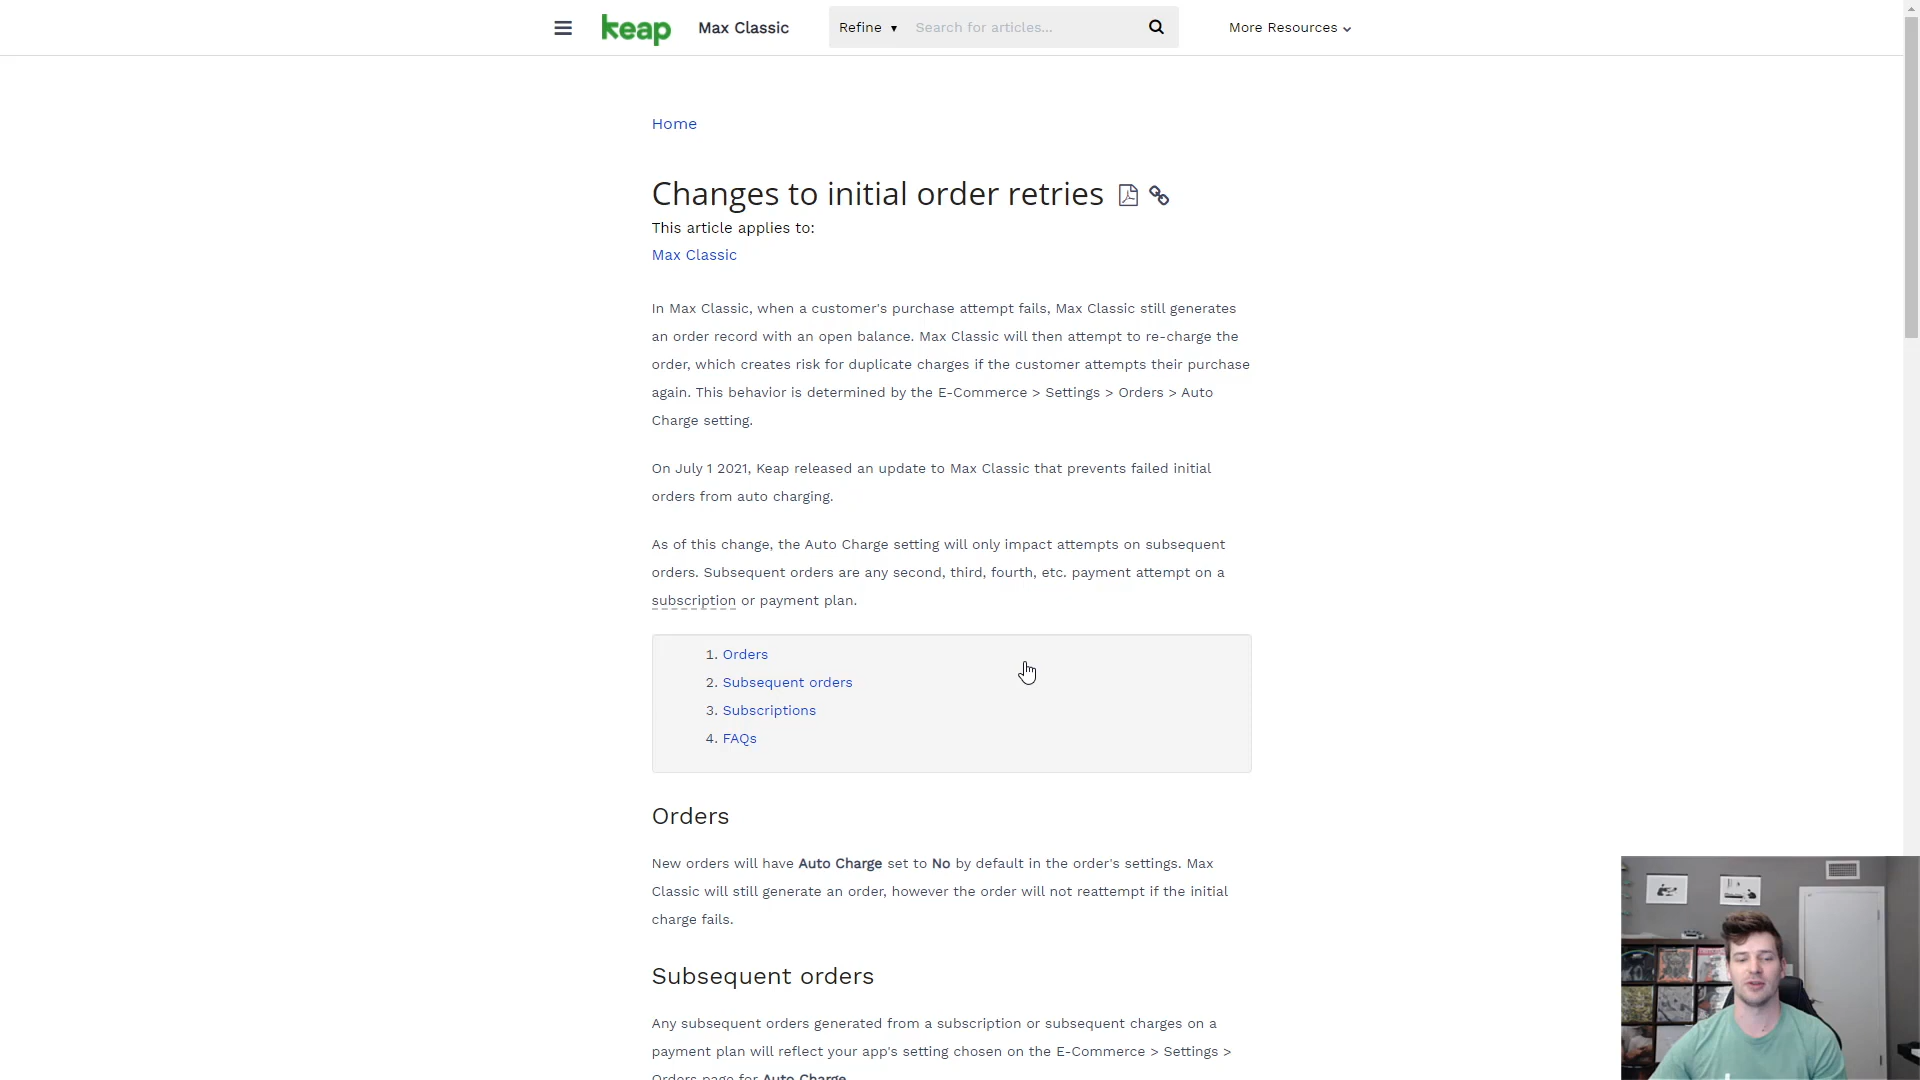 keap Max Classic Refine ▼ Search for articles... More Resources
Home
Changes to initial order retries
This article applies to:
Max Classic
In Max Classic, when a customer's purchase attempt fails, Max Classic still generates
an order record with an open balance. Max Classic will then attempt to re-charge the
order, which creates risk for duplicate charges if the customer attempts their purchase
again. This behavior is determined by the E-Commerce > Settings > Orders > Auto
Charge setting.
On July 1 2021, Keap released an update to Max Classic that prevents failed initial
orders from auto charging.
As of this change, the Auto Charge setting will only impact attempts on subsequent
orders. Subsequent orders are any second, third, fourth, etc. payment attempt on a
subscription or payment plan.
1. Orders
2. Subsequent orders
3. Subscriptions
4. FAQs
Orders
New orders will have Auto Charge set to No by default in the order's settings. Max
Classic will still generate an order, however the order will not reattempt if the initial
charge fails.
Subsequent orders
Any subsequent orders generated from a subscription or subsequent charges on a
payment plan will reflect your app's setting chosen on the E-Commerce > Settings >
Orders page for Auto Charge.